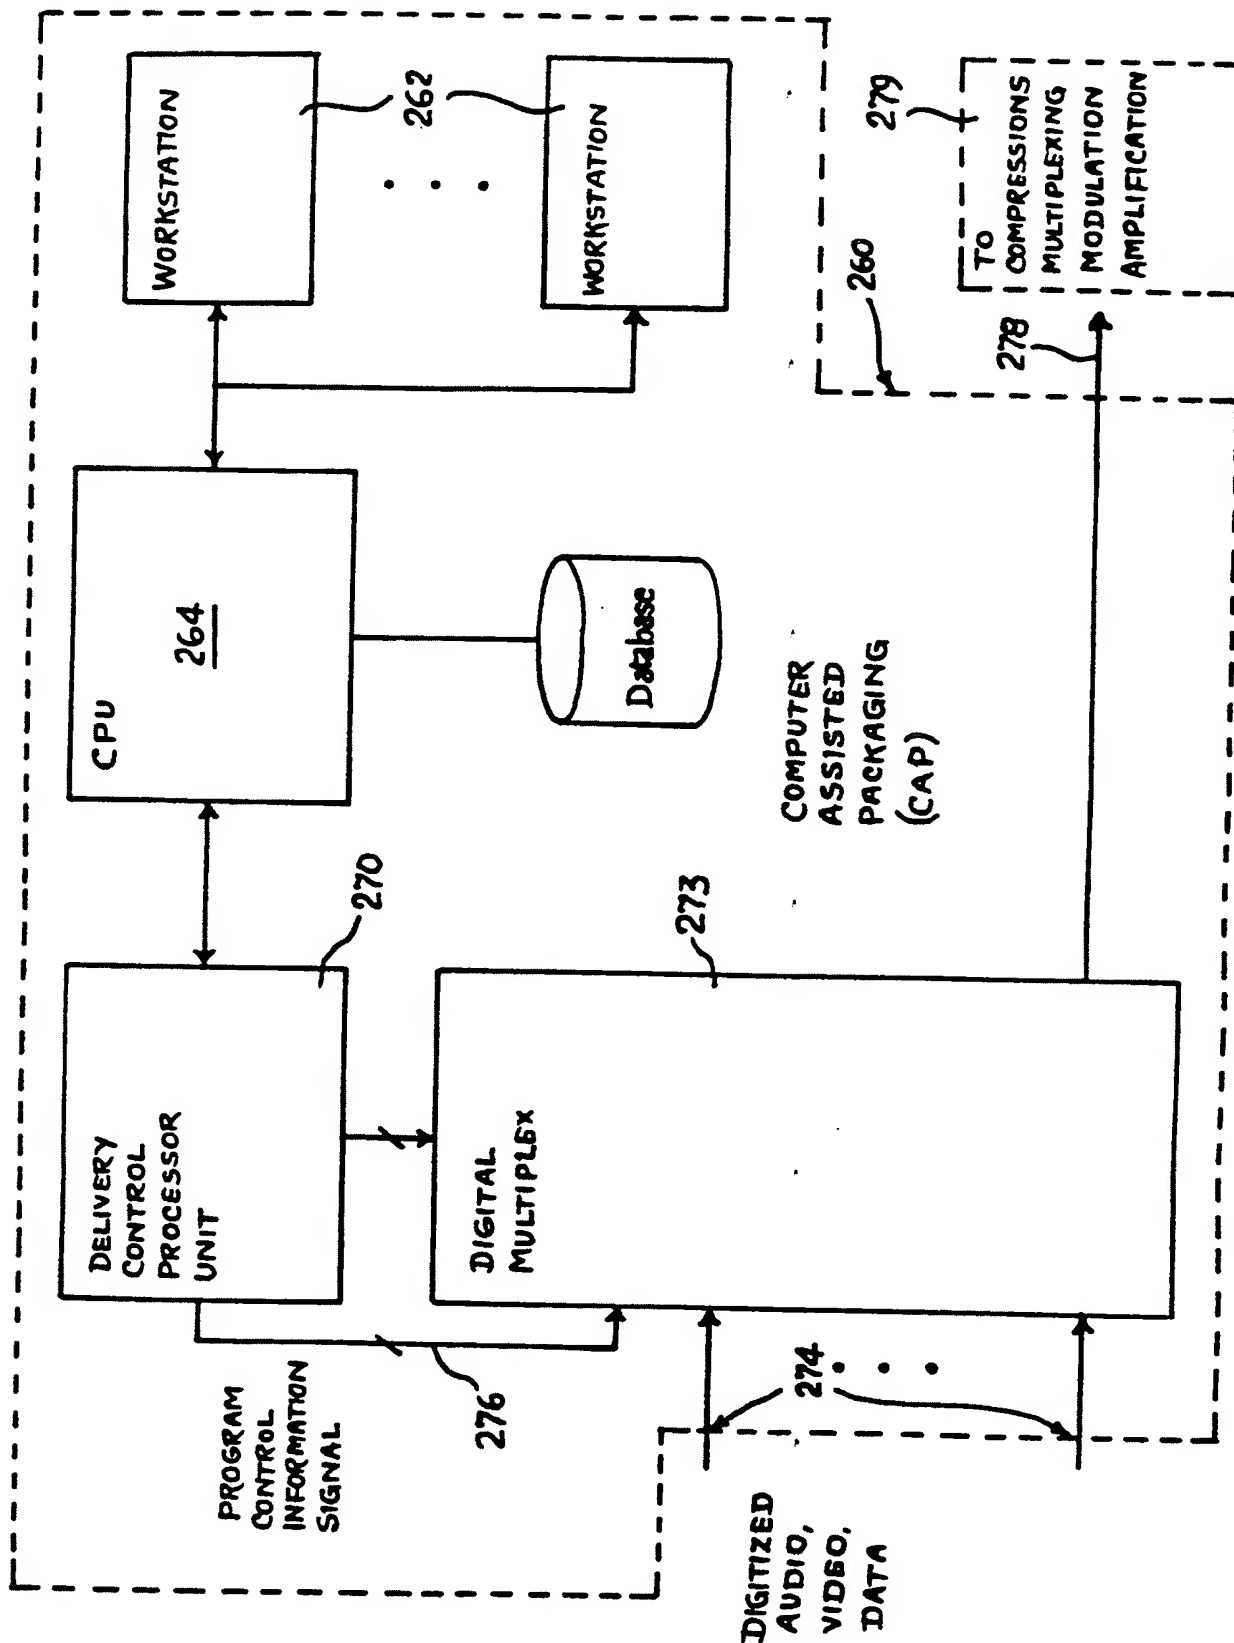 PROGRAM
CONTROL
INFORMATION
SIGNAL
276
DELIVERY
CONTROL
PROCESSOR
UNIT
270
CPU
264
WORKSTATION
262
WORKSTATION
Database
DIGITIZED
AUDIO,
VIDEO,
DATA
274
DIGITAL
MULTIPLEX
273
COMPUTER
ASSISTED
PACKAGING
(CAP)
260
278
279
TO
COMPRESSIONS
MULTIPLEXING
MODULATION
AMPLIFICATION